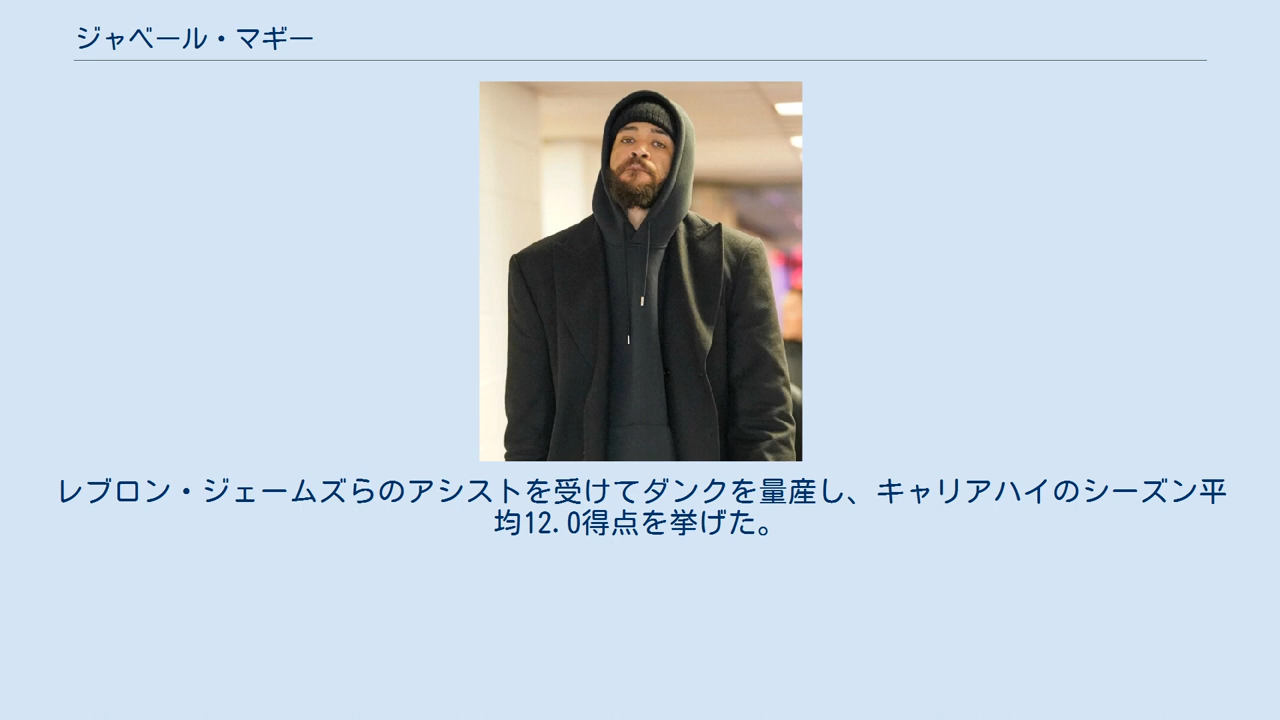 ジャベール・マギー
レブロン・ジェームズらのアシストを受けてダンクを量産し、キャリアハイのシーズン平
均12.0得点を挙げた。